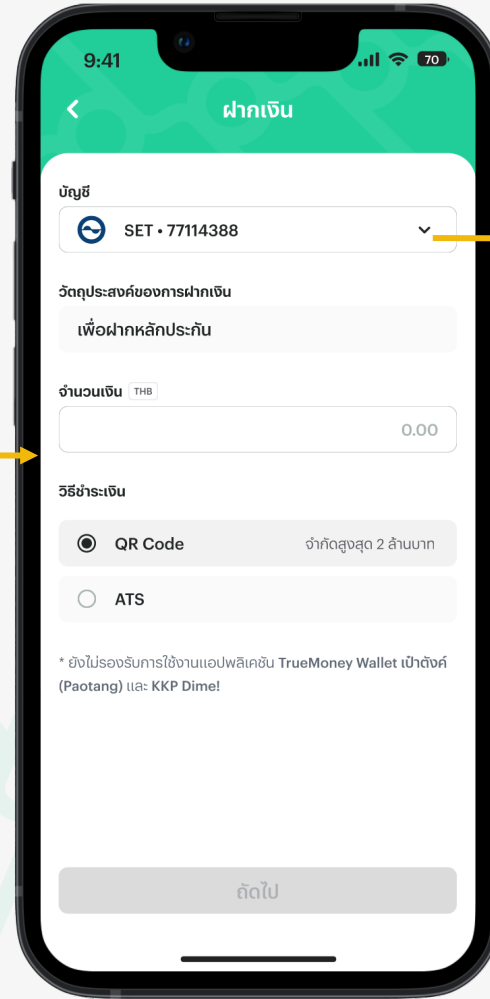 9:41
70
ฝากเงิน
บัญชี
SET • 77114388
วัตถุประสงค์ของการฝากเงิน
เพื่อฝากหลักประกัน
จำนวนเงิน THB
0.00
วิธีชำระเงิน
QR Code จำกัดสูงสุด 2 ล้านบาท
ATS
* ยังไม่รองรับการใช้งานแอปพลิเคชัน TrueMoney Wallet เป๋าตังค์
(Paotang) และ KKP Dime!
ถัดไป